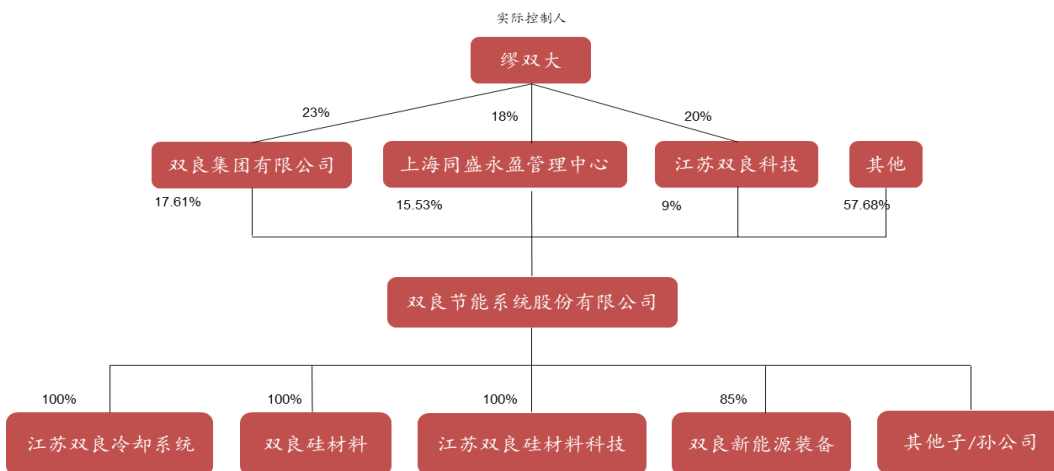 实际控制人
缪双大
23%
18%
20%
双良集团有限公司
上海同盛永盈管理中心
江苏双良科技
其他
17.61%
15.53%
9%
57.68%
双良节能系统股份有限公司
100%
100%
100%
85%
江苏双良冷却系统
双良硅材料
江苏双良硅材料科技
双良新能源装备
其他子/孙公司